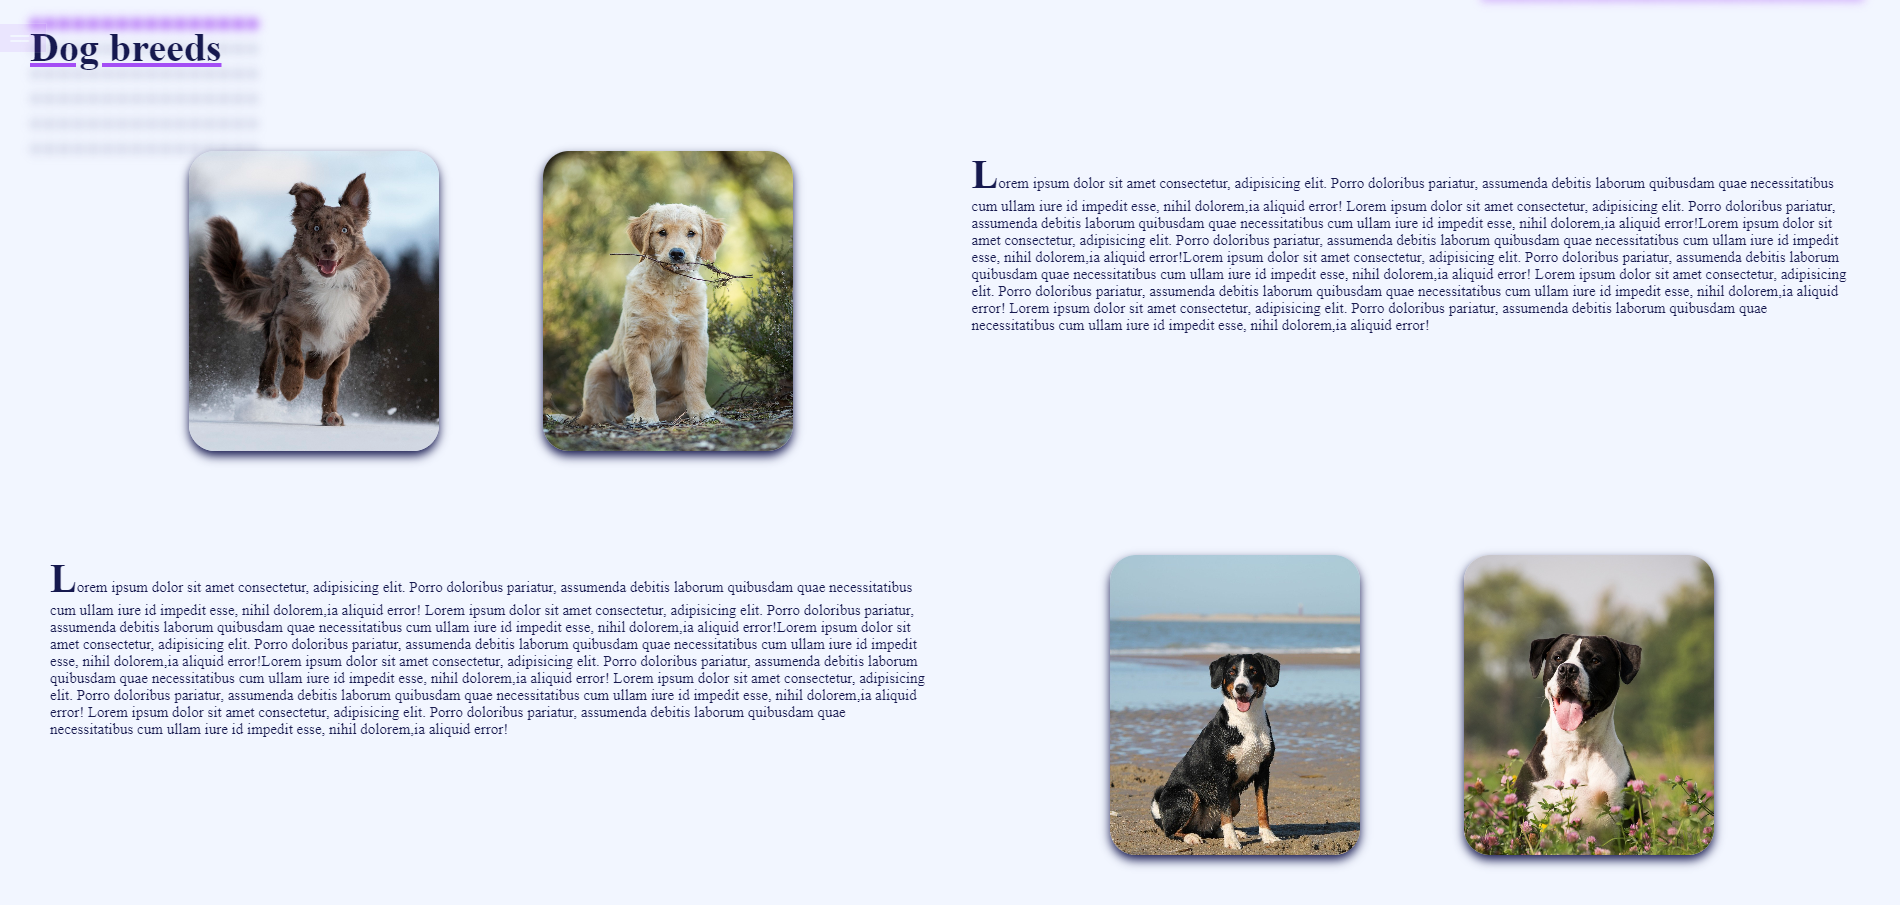 Dog breeds
Lorem ipsum dolor sit amet consectetur, adipisicing elit. Porro doloribus pariatur, assumenda debitis laborum quibusdam quae necessitatibus
cum ullam iure id impedit esse, nihil dolorem,ia aliquid error! Lorem ipsum dolor sit amet consectetur, adipisicing elit. Porro doloribus pariatur,
assumenda debitis laborum quibusdam quae necessitatibus cum ullam iure id impedit esse, nihil dolorem,ia aliquid error!Lorem ipsum dolor sit
amet consectetur, adipisicing elit. Porro doloribus pariatur, assumenda debitis laborum quibusdam quae necessitatibus cum ullam iure id impedit
esse, nihil dolorem,ia aliquid error!Lorem ipsum dolor sit amet consectetur, adipisicing elit. Porro doloribus pariatur, assumenda debitis laborum
quibusdam quae necessitatibus cum ullam iure id impedit esse, nihil dolorem,ia aliquid error! Lorem ipsum dolor sit amet consectetur, adipisicing
elit. Porro doloribus pariatur, assumenda debitis laborum quibusdam quae necessitatibus cum ullam iure id impedit esse, nihil dolorem,ia aliquid
error! Lorem ipsum dolor sit amet consectetur, adipisicing elit. Porro doloribus pariatur, assumenda debitis laborum quibusdam quae
necessitatibus cum ullam iure id impedit esse, nihil dolorem,ia aliquid error!
Lorem ipsum dolor sit amet consectetur, adipisicing elit. Porro doloribus pariatur, assumenda debitis laborum quibusdam quae necessitatibus
cum ullam iure id impedit esse, nihil dolorem,ia aliquid error! Lorem ipsum dolor sit amet consectetur, adipisicing elit. Porro doloribus pariatur,
assumenda debitis laborum quibusdam quae necessitatibus cum ullam iure id impedit esse, nihil dolorem,ia aliquid error!Lorem ipsum dolor sit
amet consectetur, adipisicing elit. Porro doloribus pariatur, assumenda debitis laborum quibusdam quae necessitatibus cum ullam iure id impedit
esse, nihil dolorem,ia aliquid error!Lorem ipsum dolor sit amet consectetur, adipisicing elit. Porro doloribus pariatur, assumenda debitis laborum
quibusdam quae necessitatibus cum ullam iure id impedit esse, nihil dolorem,ia aliquid error! Lorem ipsum dolor sit amet consectetur, adipisicing
elit. Porro doloribus pariatur, assumenda debitis laborum quibusdam quae necessitatibus cum ullam iure id impedit esse, nihil dolorem,ia aliquid
error! Lorem ipsum dolor sit amet consectetur, adipisicing elit. Porro doloribus pariatur, assumenda debitis laborum quibusdam quae
necessitatibus cum ullam iure id impedit esse, nihil dolorem,ia aliquid error!